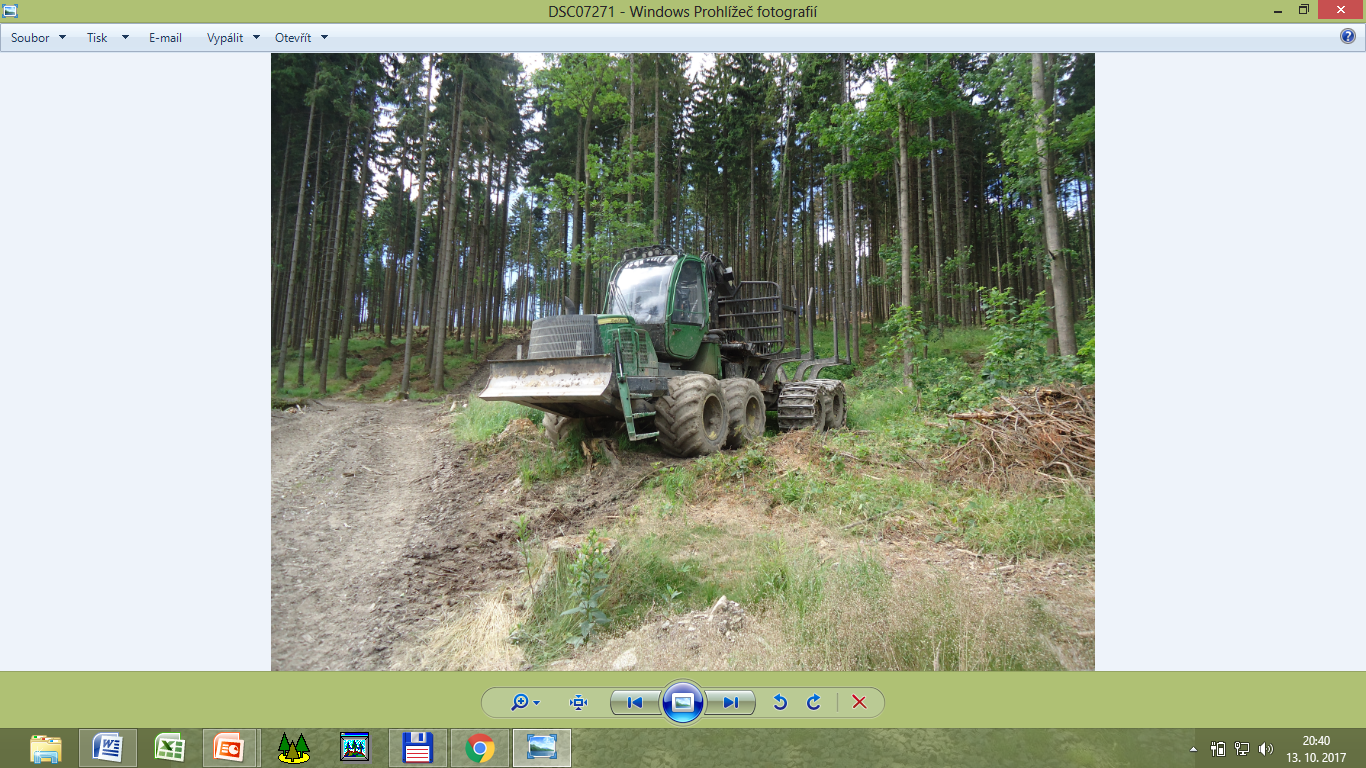 DSC07271 - Windows Prohlížeč fotografií
Soubor Tisk E-mail Vypálit Otevřít
20:40
13. 10. 2017